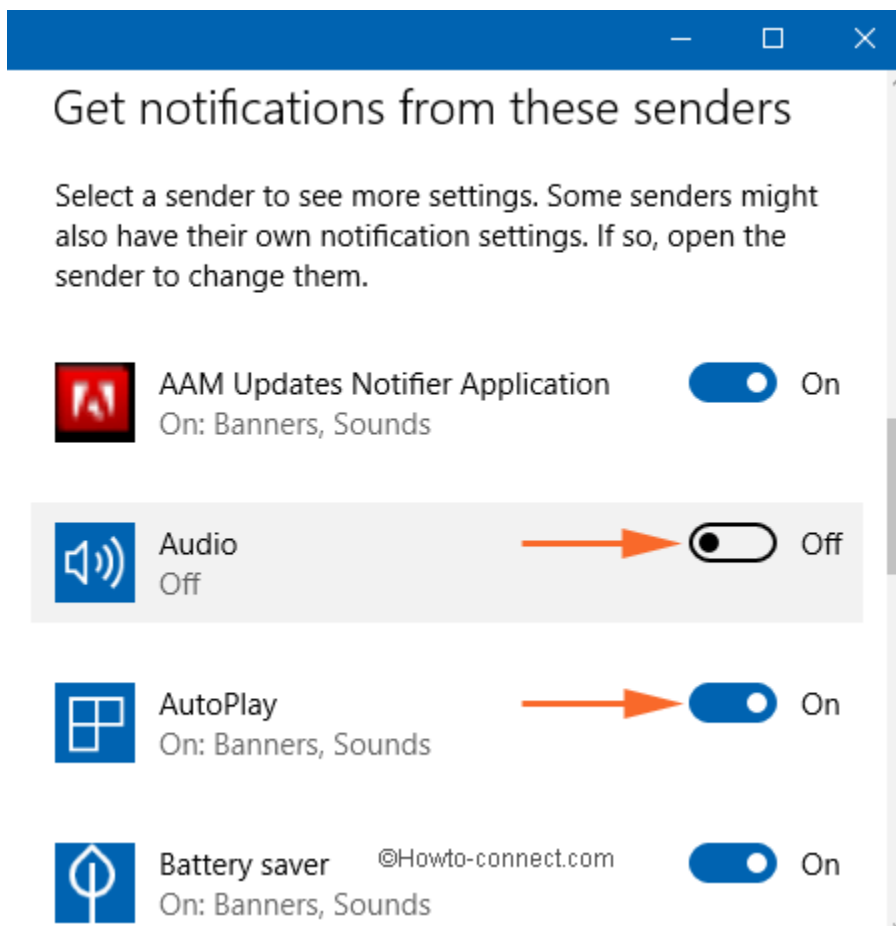 Get notifications from these senders
Select a sender to see more settings. Some senders might
also have their own notification settings. If so, open the
sender to change them.
AAM Updates Notifier Application
On
On: Banners, Sounds
Audio
Off
Off
AutoPlay
On
On: Banners, Sounds
Battery saver
©Howto-connect.com
On
On: Banners, Sounds